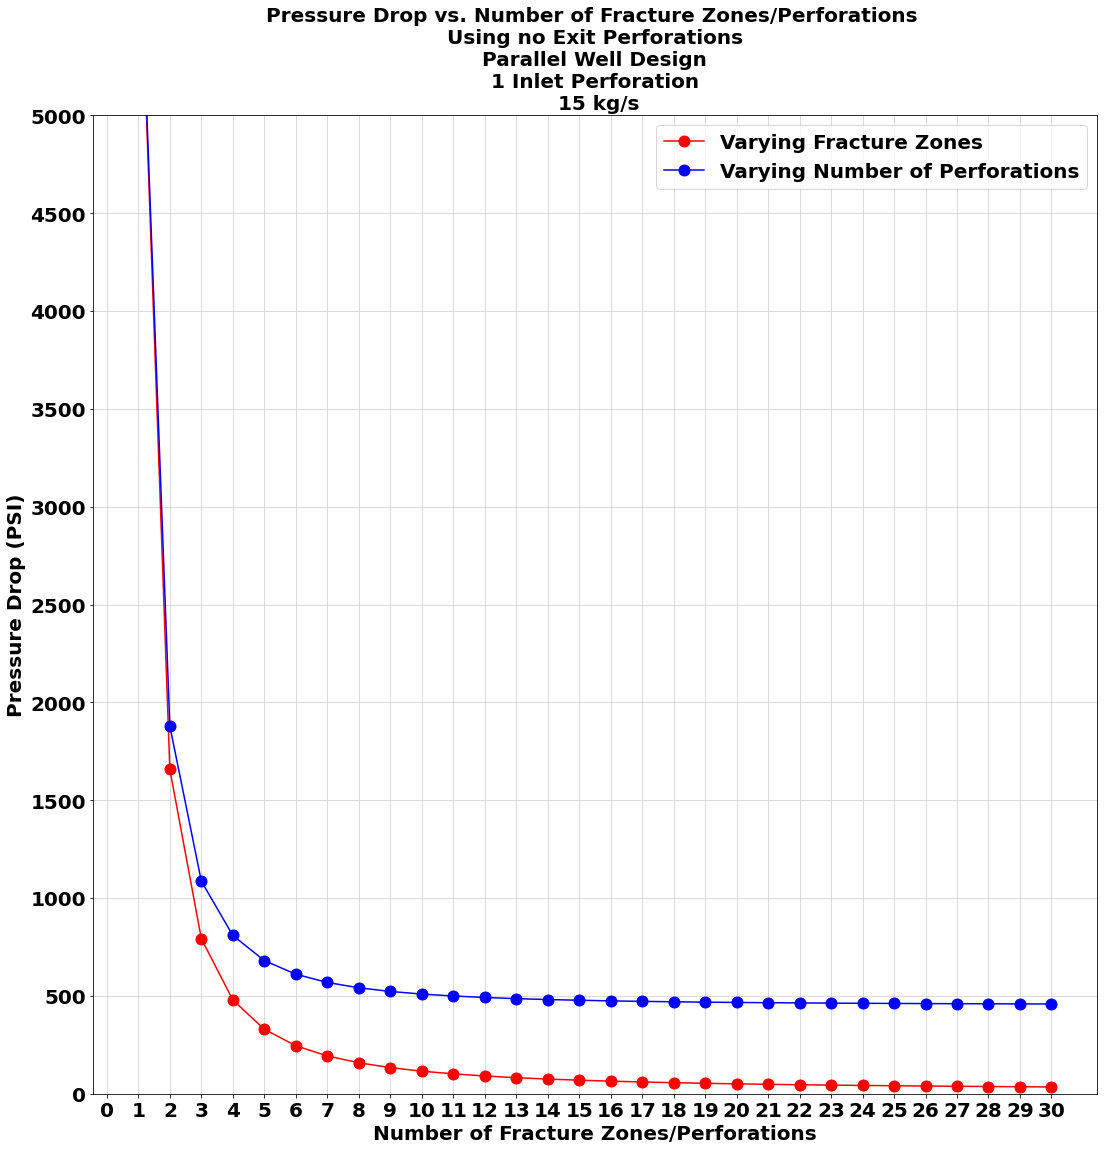 Pressure Drop vs. Number of Fracture Zones/Perforations
Using no Exit Perforations
Parallel Well Design
1 Inlet Perforation
15 kg/s
Varying Fracture Zones
Varying Number of Perforations
Pressure Drop (PSI)
5000
4500
4000
3500
3000
2500
2000
1500
1000
500
0
0 1 2 3 4 5 6 7 8 9 10 11 12 13 14 15 16 17 18 19 20 21 22 23 24 25 26 27 28 29 30
Number of Fracture Zones/Perforations